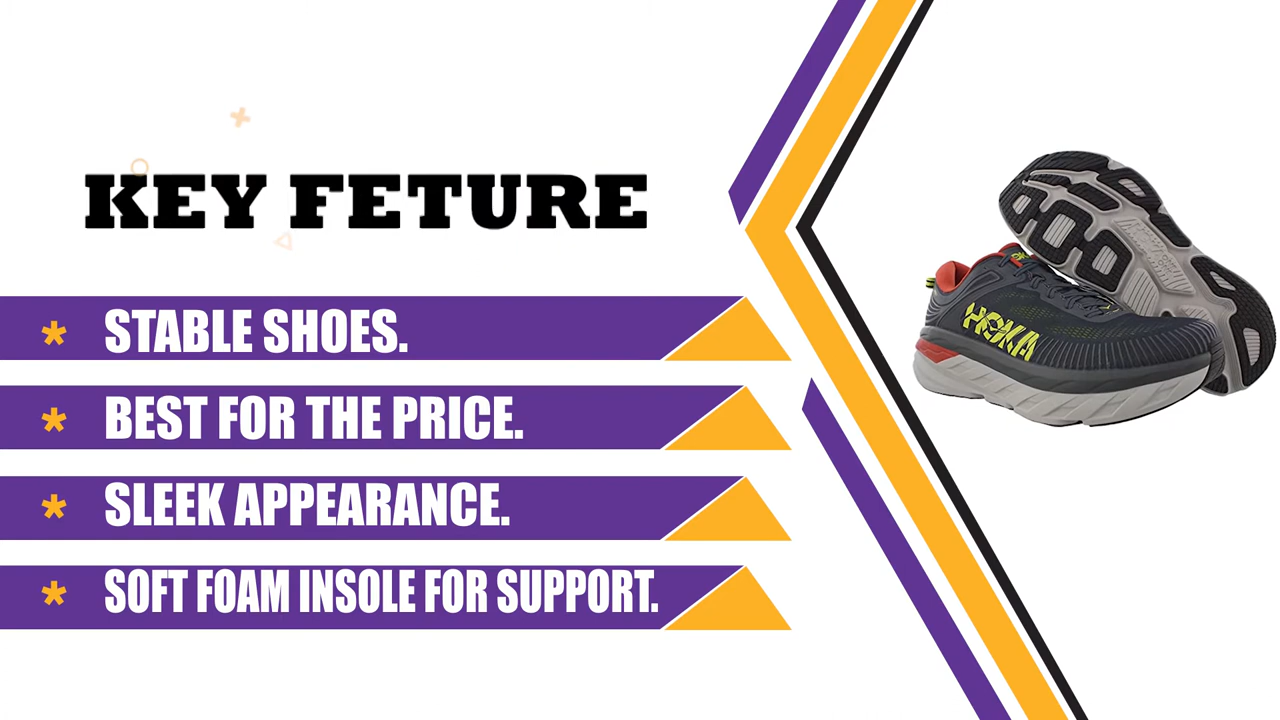 KEY FETURE
* STABLE SHOES.
* BEST FOR THE PRICE.
* SLEEK APPEARANCE.
* SOFT FOAM INSOLE FOR SUPPORT.
HOKA